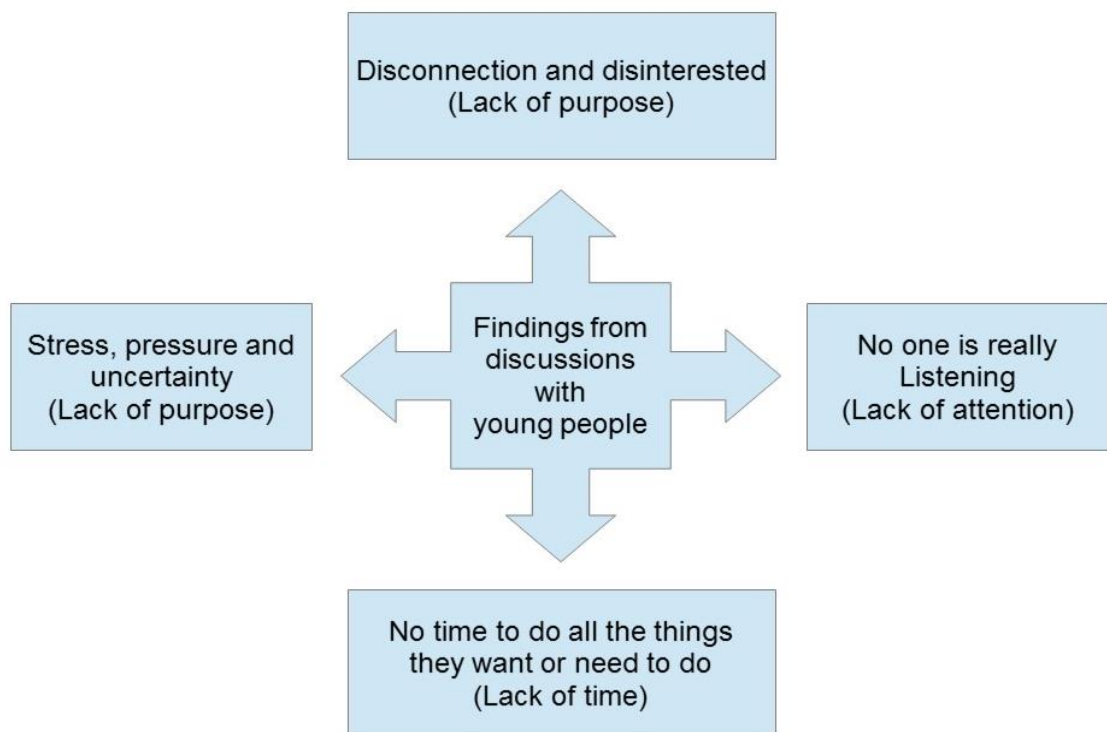 Disconnection and disinterested
(Lack of purpose)
Stress, pressure and
uncertainty
(Lack of purpose)
Findings from
discussions
with
young people
No one is really
Listening
(Lack of attention)
No time to do all the things
they want or need to do
(Lack of time)